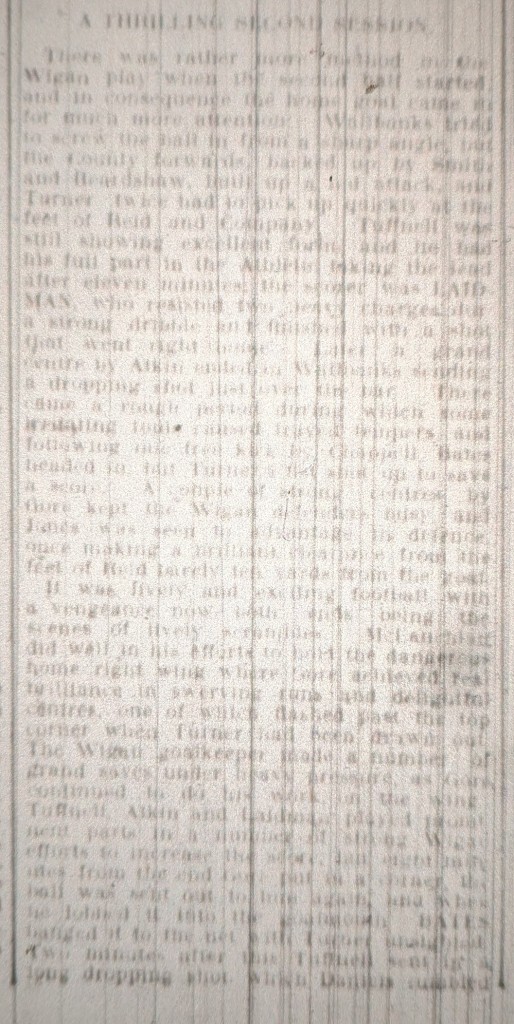 A THRILLING SECOND SESSION.
There was rather more method in the
Wigan play when the second half started
and in consequence the home goal came in
for much more attention. Wallbanks tried
to screw the ball in from a sharp angle but
the County forwards, backed up by Smith
and Beardshaw, built up a hot attack, and
Turner twice had to pick up quickly at the
feet of Reid and Company. Tuffnell was
still showing excellent form, and he had
his full part in the Athletic taking the lead
after eleven minutes, the scorer was LAID-
MAN, who resisted two heavy charges
a strong dribble and finished with a shot
that went right home. Later a grand
centre by Alkin ended in Wallbanks sending
a dropping shot just over the bar. There
came a rough period during which some
irritating fouls caused frayed tempers, and
following one free kick by Bates
headed in, but Turner's fist shot up to save
a score. A couple of strong centres by
Gore kept the Wigan defenders busy and
Jones was seen to advantage in defence,
once making a brilliant clearance from the
feet of Reid barely ten yards from the goal.
It was lively and exciting football with
a vengeance now, both ends being the
scenes of lively scrambles. McLauchlan
did well in his efforts to hold the dangerous
home right wing where Gore achieved real
brilliance in swerving runs and delightful
centres, one of which flashed past the top
corner when Turner had been drawn out.
The Wigan goalkeeper made a number of
grand saves under heavy pressure, as Gore
continued to do his work on the wing.
Tuffnell, Alkin and Laidman played promi-
nent parts in a number of strong Wigan
efforts to increase the score, but eight min-
utes from the end Gore put in a the
ball was sent out to him again, and when
he lobbed it into the goalmouth BATES
banged it to the net with Turner unsighted.
Two minutes after this Tuffnell sent in a
long dropping shot which Daniels fumbled